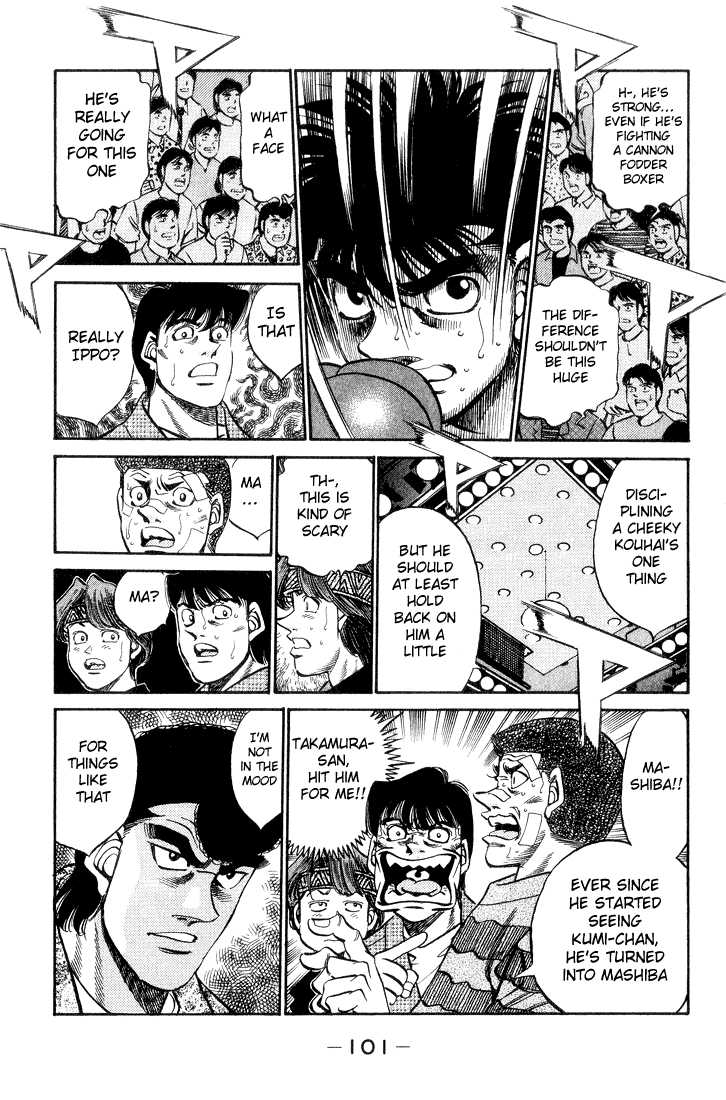 H-, HE'S
STRONG...
EVEN IF HE'S
FIGHTING
A CANNON
FODDER
BOXER
THE DIF-
FERENCE
SHOULDN'T
BE THIS
HUGE
WHAT
A
FACE
HE'S
REALLY
GOING
FOR THIS
ONE
IS
THAT
REALLY
IPPO?
DISCI-
PLINING
A CHEEKY
KOUHAI'S
ONE
THING
BUT HE
SHOULD
AT LEAST
HOLD
BACK ON
HIM A
LITTLE
TH-,
THIS IS
KIND OF
SCARY
MA
...
MA?
MA-
SHIBA!!
EVER SINCE
HE STARTED
SEEING
KUMI-CHAN,
HE'S TURNED
INTO MASHIBA
TAKAMURA-
SAN,
HIT HIM
FOR ME!!
I'M
NOT
IN THE
MOOD
FOR
THINGS
LIKE
THAT
-101-